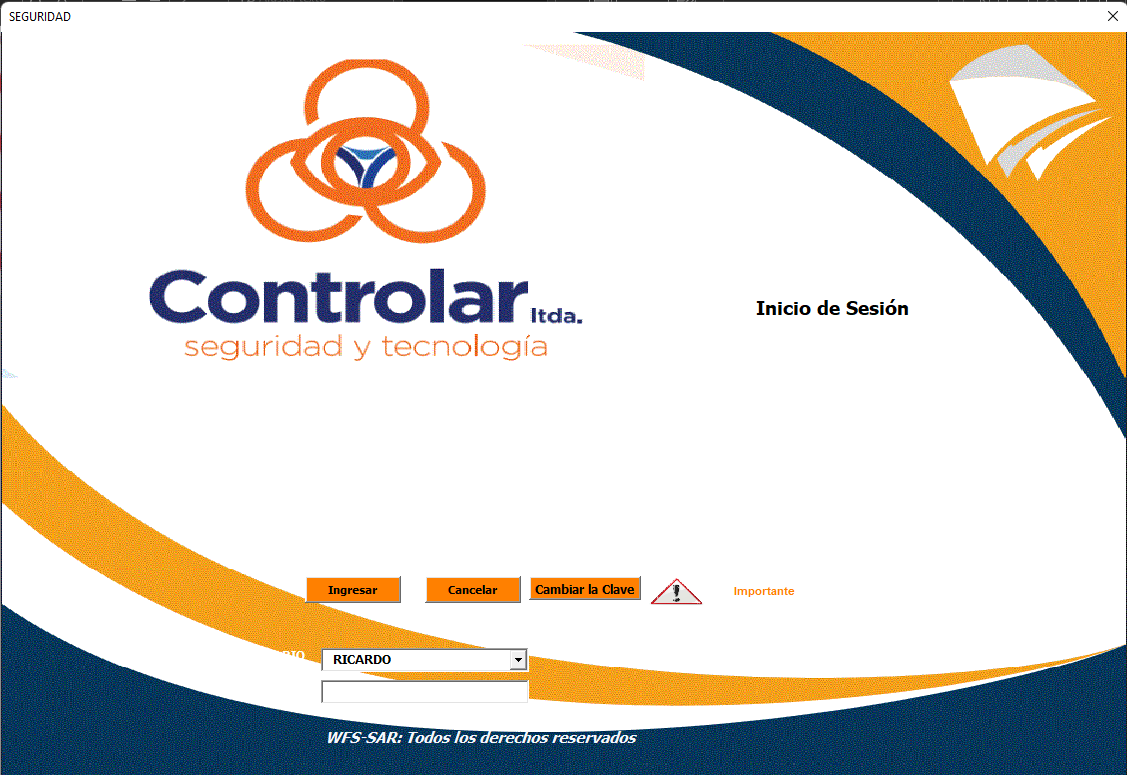 SEGURIDAD
Controlar ltda.
seguridad y tecnología
Inicio de Sesión
Ingresar
Cancelar
Cambiar la Clave
Importante
RICARDO
WFS-SAR: Todos los derechos reservados